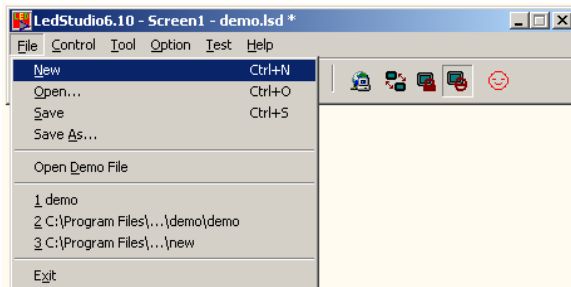 LedStudio6.10 - Screen1 - demo.lsd *
File Control Tool Option Test Help
New Ctrl+N
Open... Ctrl+O
Save Ctrl+S
Save As...
Open Demo File
1 demo
2 C:\Program Files\...\demo\demo
3 C:\Program Files\...\new
Exit